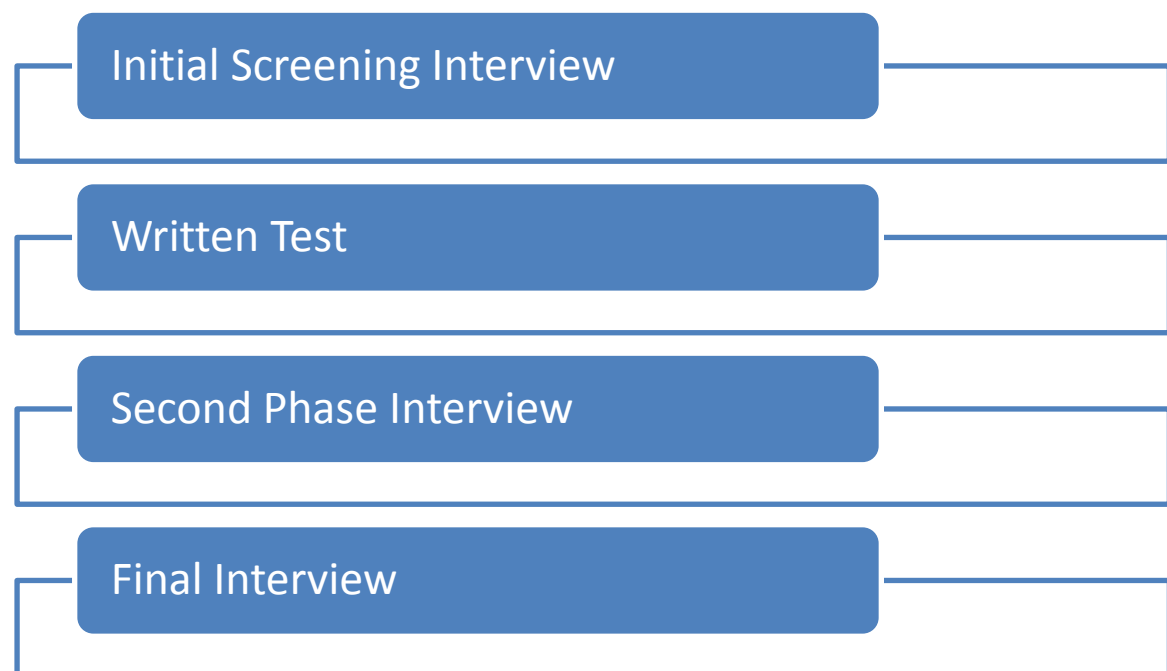 Initial Screening Interview
Written Test
Second Phase Interview
Final Interview